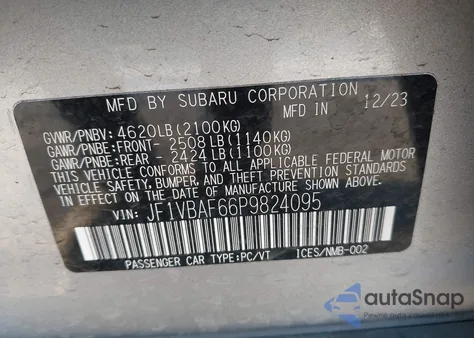 MFD BY SUBARU CORPORATION
MFD IN 12/23
GVWR/PNBV: 4620LB(2100KG)
GAWR/PNBE:FRONT- 2508LB(1140KG)
GAWR/PNBE:REAR - 2424LB(1100KG)
THIS VEHICLE CONFORMS TO ALL APPLICABLE FEDERAL MOTOR
VEHICLE SAFETY, BUMPER, AND THEFT PREVENTION STANDARDS
IN EFFECT ON THE DATE OF MANUFACTURE SHOWN ABOVE.
VIN: JF1VBAF66P9824095
PASSENGER CAR TYPE:PC/VT ICES/NMB-002
autoSnap